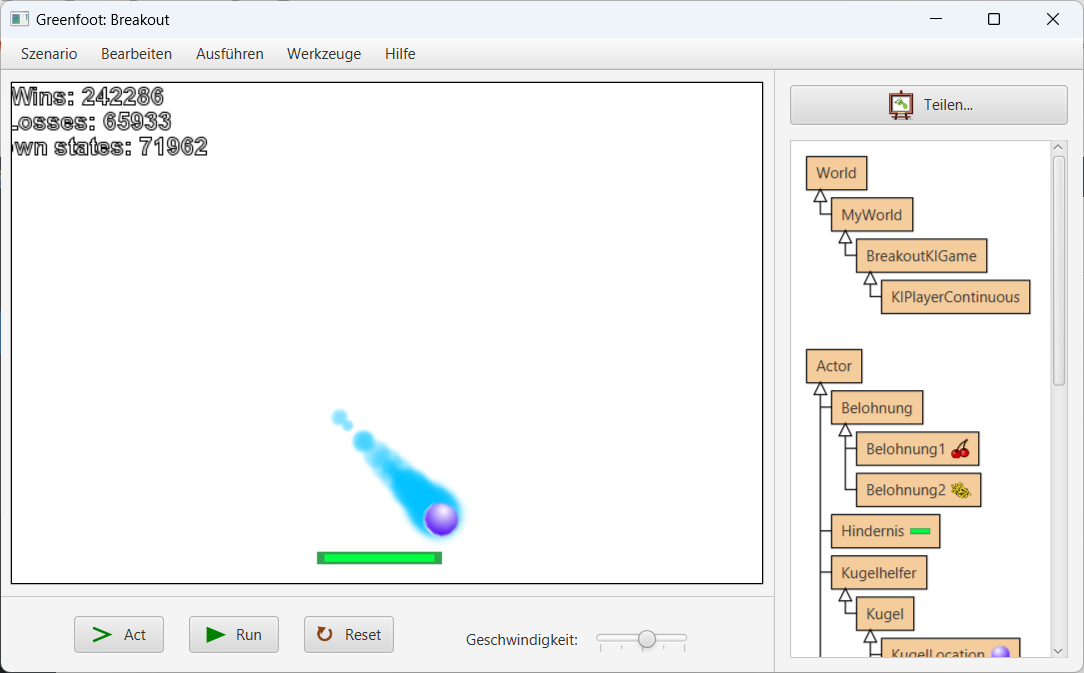 Greenfoot: Breakout
Szenario Bearbeiten Ausführen Werkzeuge Hilfe
Wins: 242286
Losses: 65933
wn states: 71962
Teilen...
World
MyWorld
BreakoutKIGame
KIPlayerContinuous
Actor
Belohnung
Belohnung1
Belohnung2
Hindernis
Kugelhelfer
Kugel
KugelLocation
Act Run Reset Geschwindigkeit: